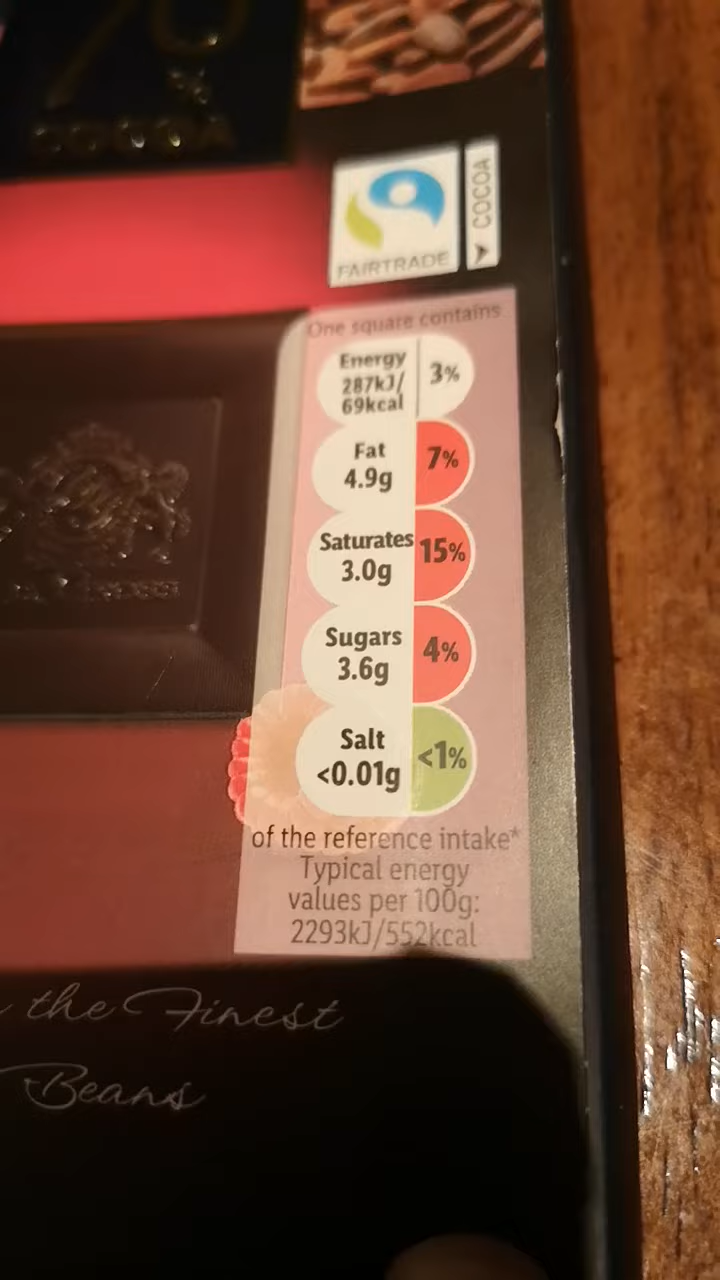 70
%
COCOA
FAIRTRADE
COCOA
One square contains
Energy
287kJ/
69kcal
3%
Fat
4.9g
7%
Saturates
3.0g
15%
Sugars
3.6g
4%
Salt
<0.01g
<1%
of the reference intake*
Typical energy
values per 100g:
2293kJ/552kcal
the Finest
Beans